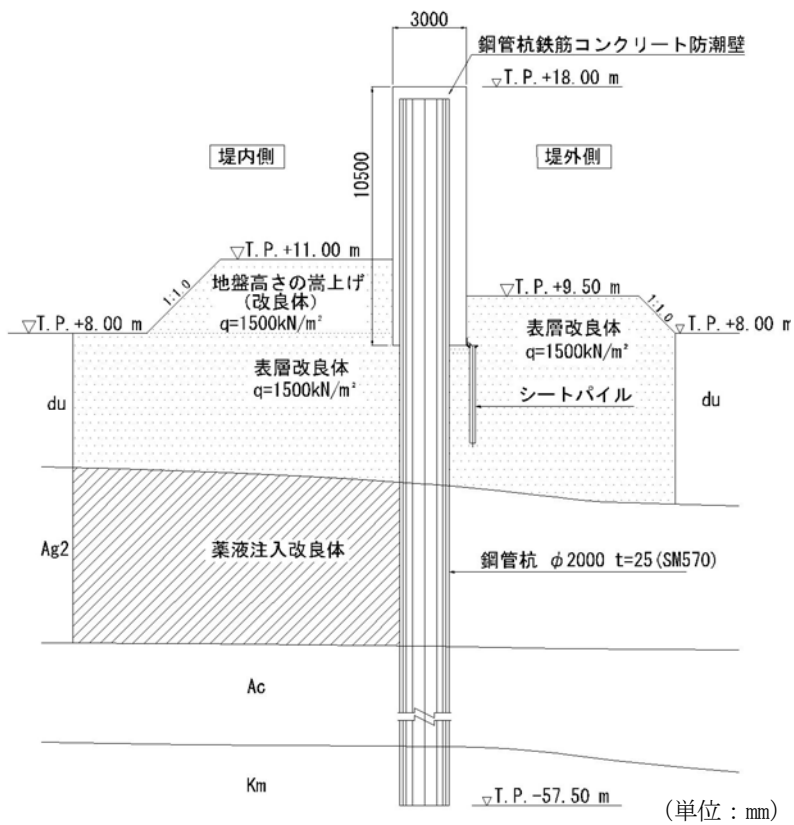 3000
鋼管杭鉄筋コンクリート防潮壁
▽T.P.+18.00 m
10500
堤内側
堤外側
▽T.P.+11.00 m
1:1.0
地盤高さの嵩上げ
(改良体)
q=1500kN/m²
▽T.P.+9.50 m
1:1.0
▽T.P.+8.00 m
▽T.P.+8.00 m
表層改良体
q=1500kN/m²
表層改良体
q=1500kN/m²
シートパイル
du
du
Ag2
薬液注入改良体
鋼管杭 φ2000 t=25(SM570)
Ac
Km
▽T.P.-57.50 m
(単位:mm)